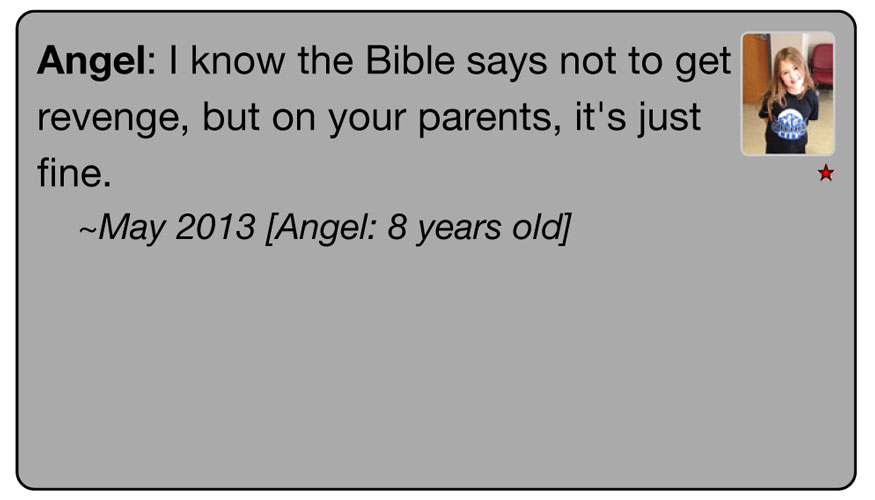 Angel: I know the Bible says not to get
revenge, but on your parents, it's just
fine.
~May 2013 [Angel: 8 years old]